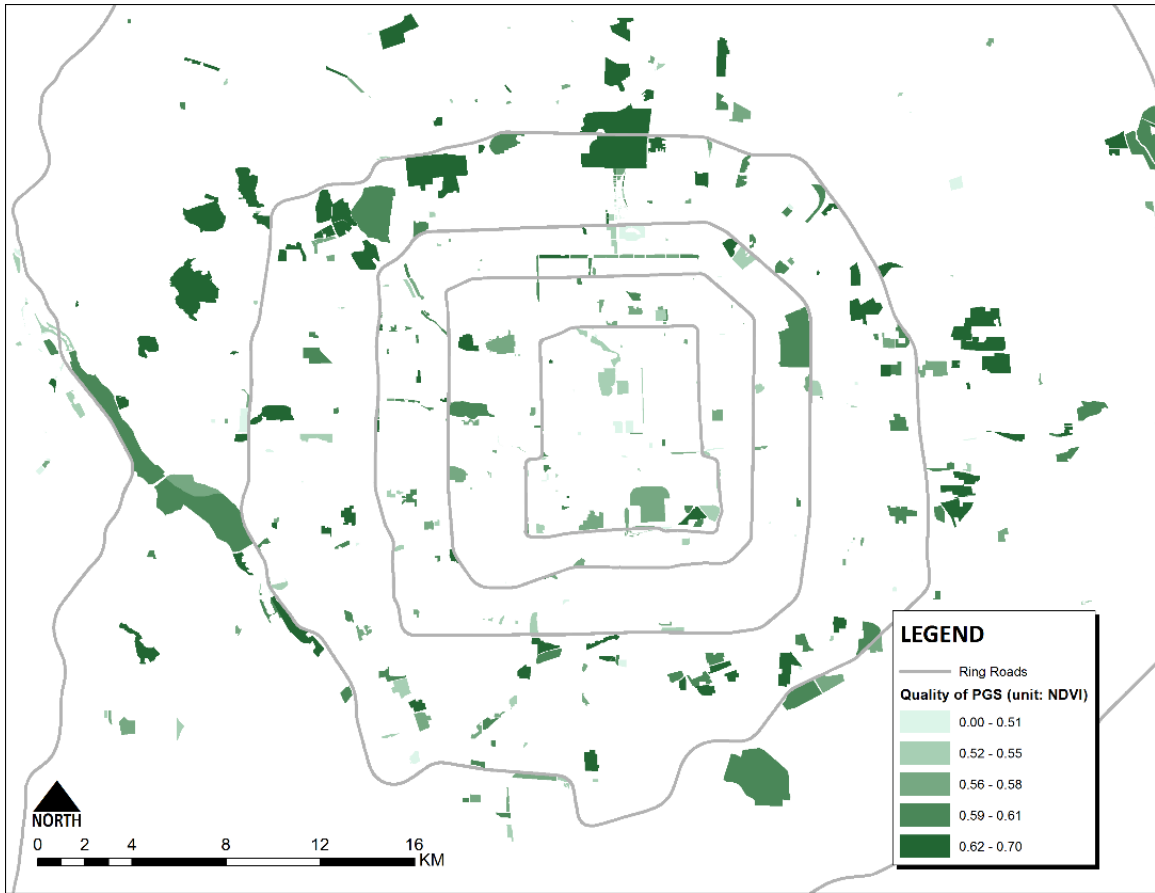 LEGEND
Ring Roads
Quality of PGS (unit: NDVI)
0.00 - 0.51
0.52 - 0.55
0.56 - 0.58
0.59 - 0.61
0.62 - 0.70
NORTH
0 2 4 8 12 16
KM